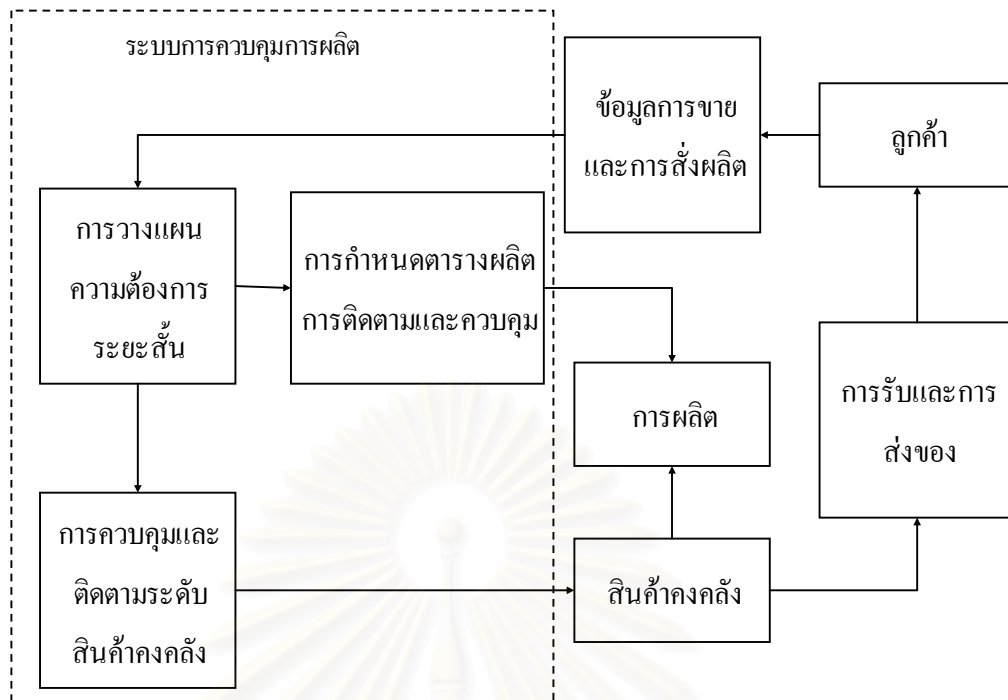 ระบบการควบคุมการผลิต
ข้อมูลการขาย
และการสั่งผลิต
ลูกค้า
การวางแผน
ความต้องการ
ระยะสั้น
การกำหนดตารางผลิต
การติดตามและควบคุม
การผลิต
การรับและการ
ส่งของ
การควบคุมและ
ติดตามระดับ
สินค้าคงคลัง
สินค้าคงคลัง